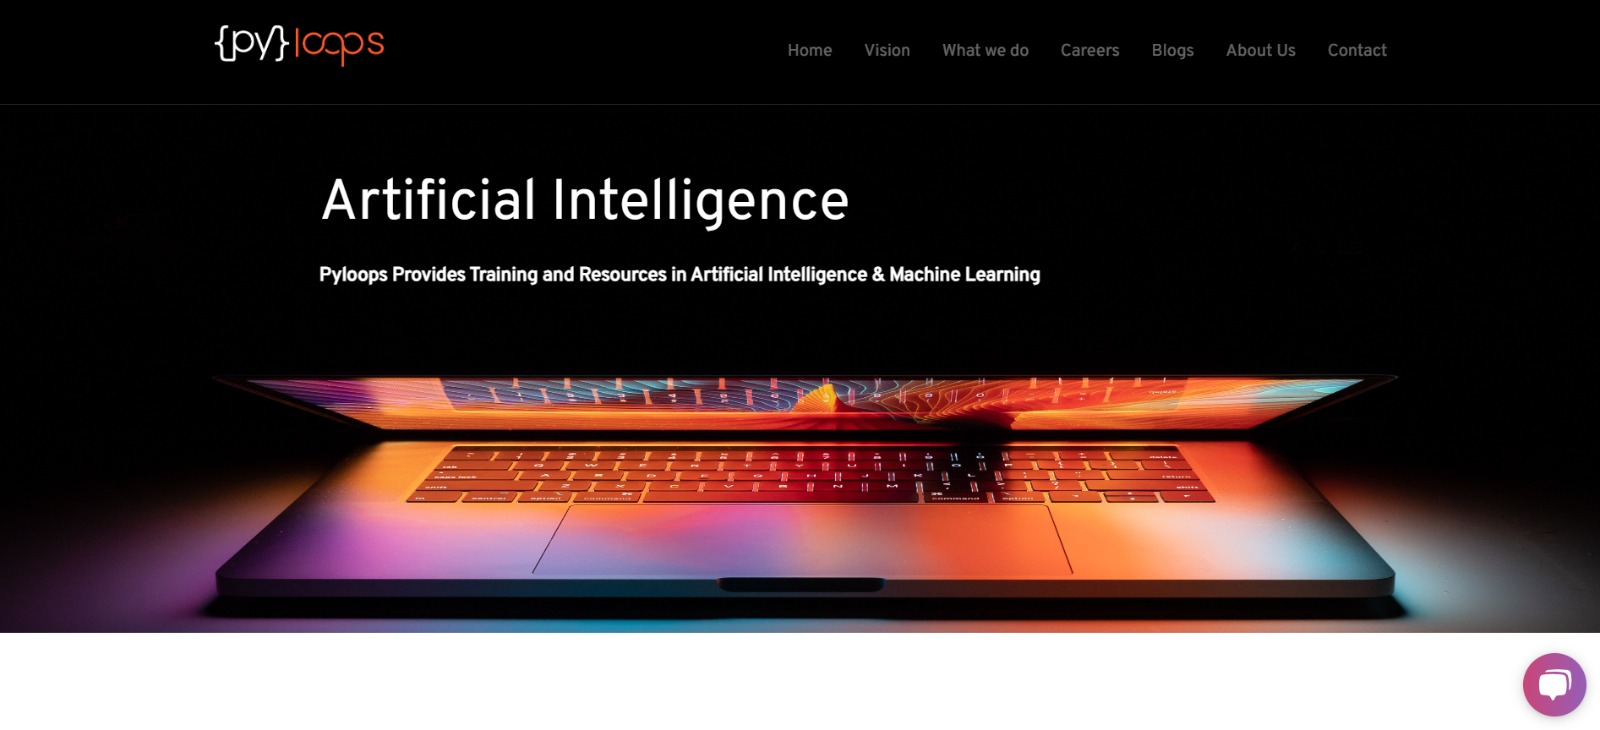 {py}loops
Home Vision What we do Careers Blogs About Us Contact
Artificial Intelligence
Pyloops Provides Training and Resources in Artificial Intelligence & Machine Learning